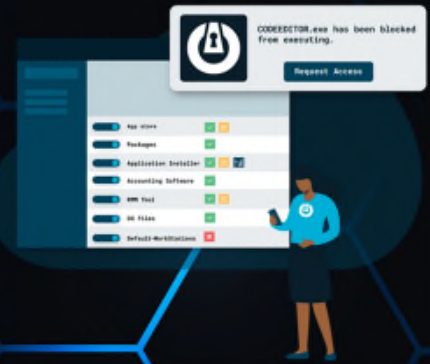 CODEEDITOR.exe has been blocked
from executing.
Request Access
App store
Packages
Application Installer
Accounting Software
RMM Tool
OS Files
Default-WorkStations